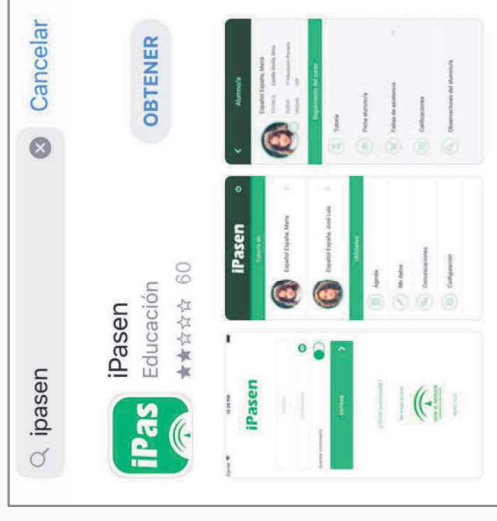 ipasen
Cancelar
iPas
iPasen
Educación
60
OBTENER
iPasen
ENTRAR
iPasen
Tutoría de
Español España, María
Español España, José Luis
Utilidades
Agenda
Mis datos
Comunicaciones
Configuración
Alumno/a
Español España, María
Seguimiento del curso
Tutoría
Ficha alumno/a
Faltas de asistencia
Calificaciones
Observaciones del alumno/a